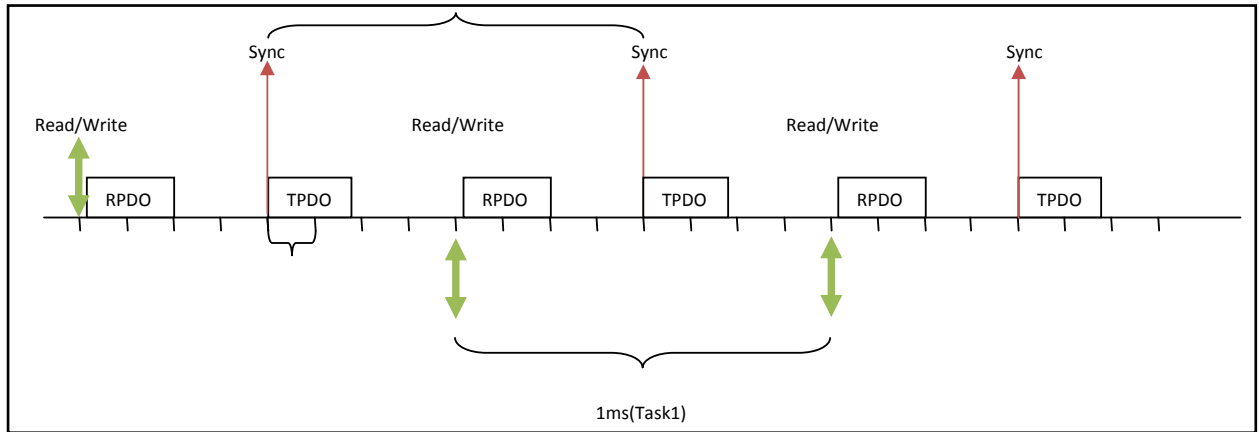 Sync
Sync
Sync
Read/Write
Read/Write
Read/Write
RPDO
TPDO
RPDO
TPDO
RPDO
TPDO
1ms(Task1)